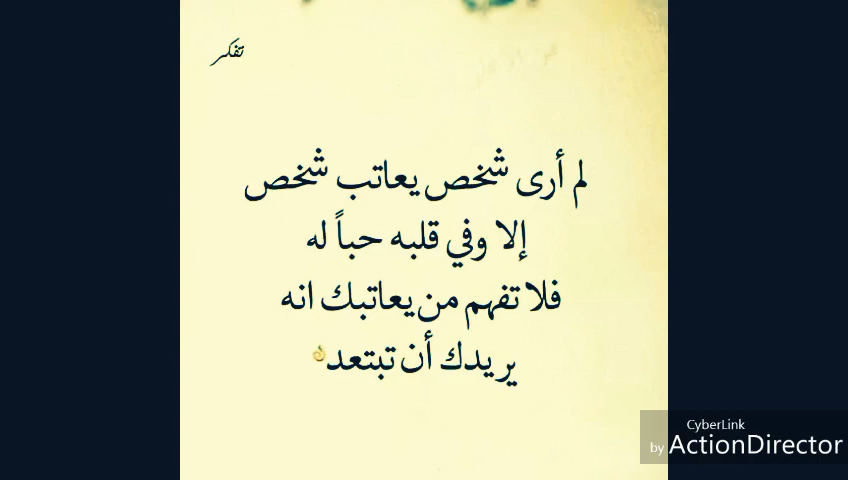 تفكر
لم أرى شخص يعاتب شخص
إلا وفي قلبه حباً له
فلا تفهم من يعاتبك انه
يريدك أن تبتعد👌
CyberLink
by ActionDirector